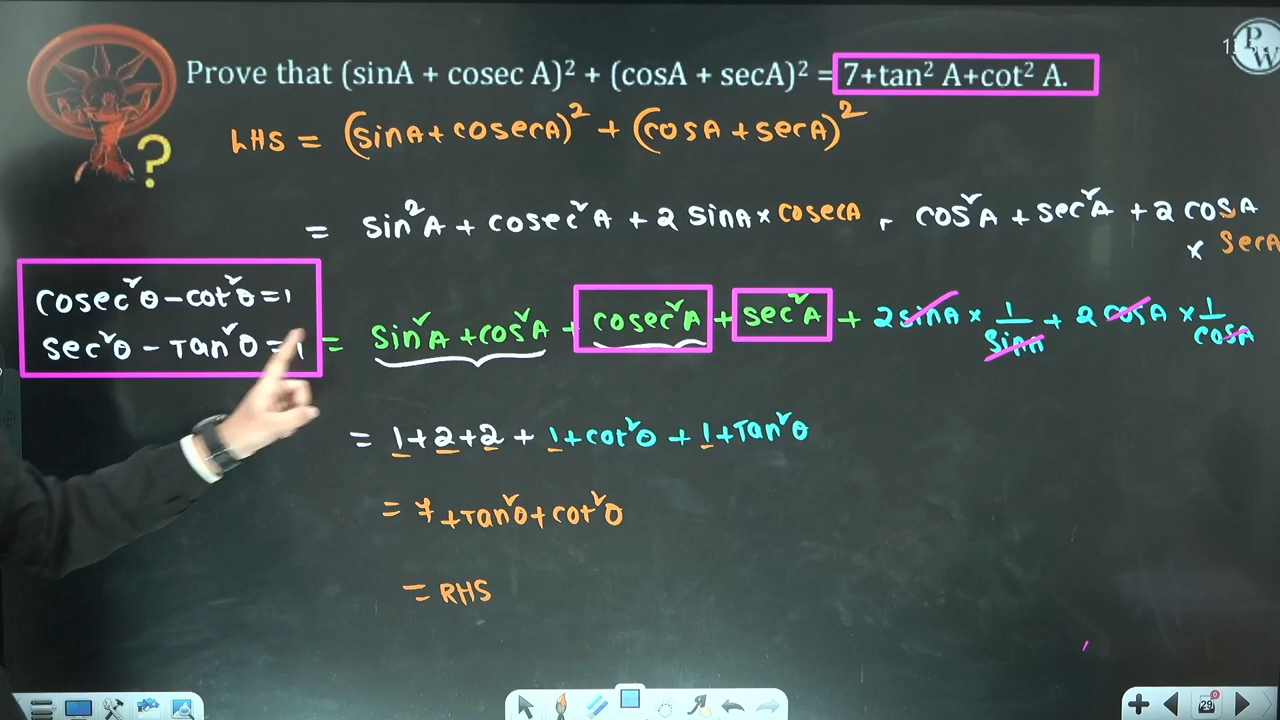 Prove that (sinA + cosec A)² + (cosA + secA)² = 7+tan² A+cot² A.
PW
LHS = (sinA + cosecA)² + (cosA + secA)²
= sin²A + cosec²A + 2 sinA × cosecA + cos²A + sec²A + 2 cosA
× secA
cosec²θ - cot²θ = 1
sec²θ - Tan²θ = 1
= sin²A + cos²A + cosec²A + sec²A + 2 sinA × 1/sinA + 2 cosA × 1/cosA
= 1+2+2 + 1+cot²θ + 1+Tan²θ
= 7 + Tan²θ + cot²θ
= RHS
?
29